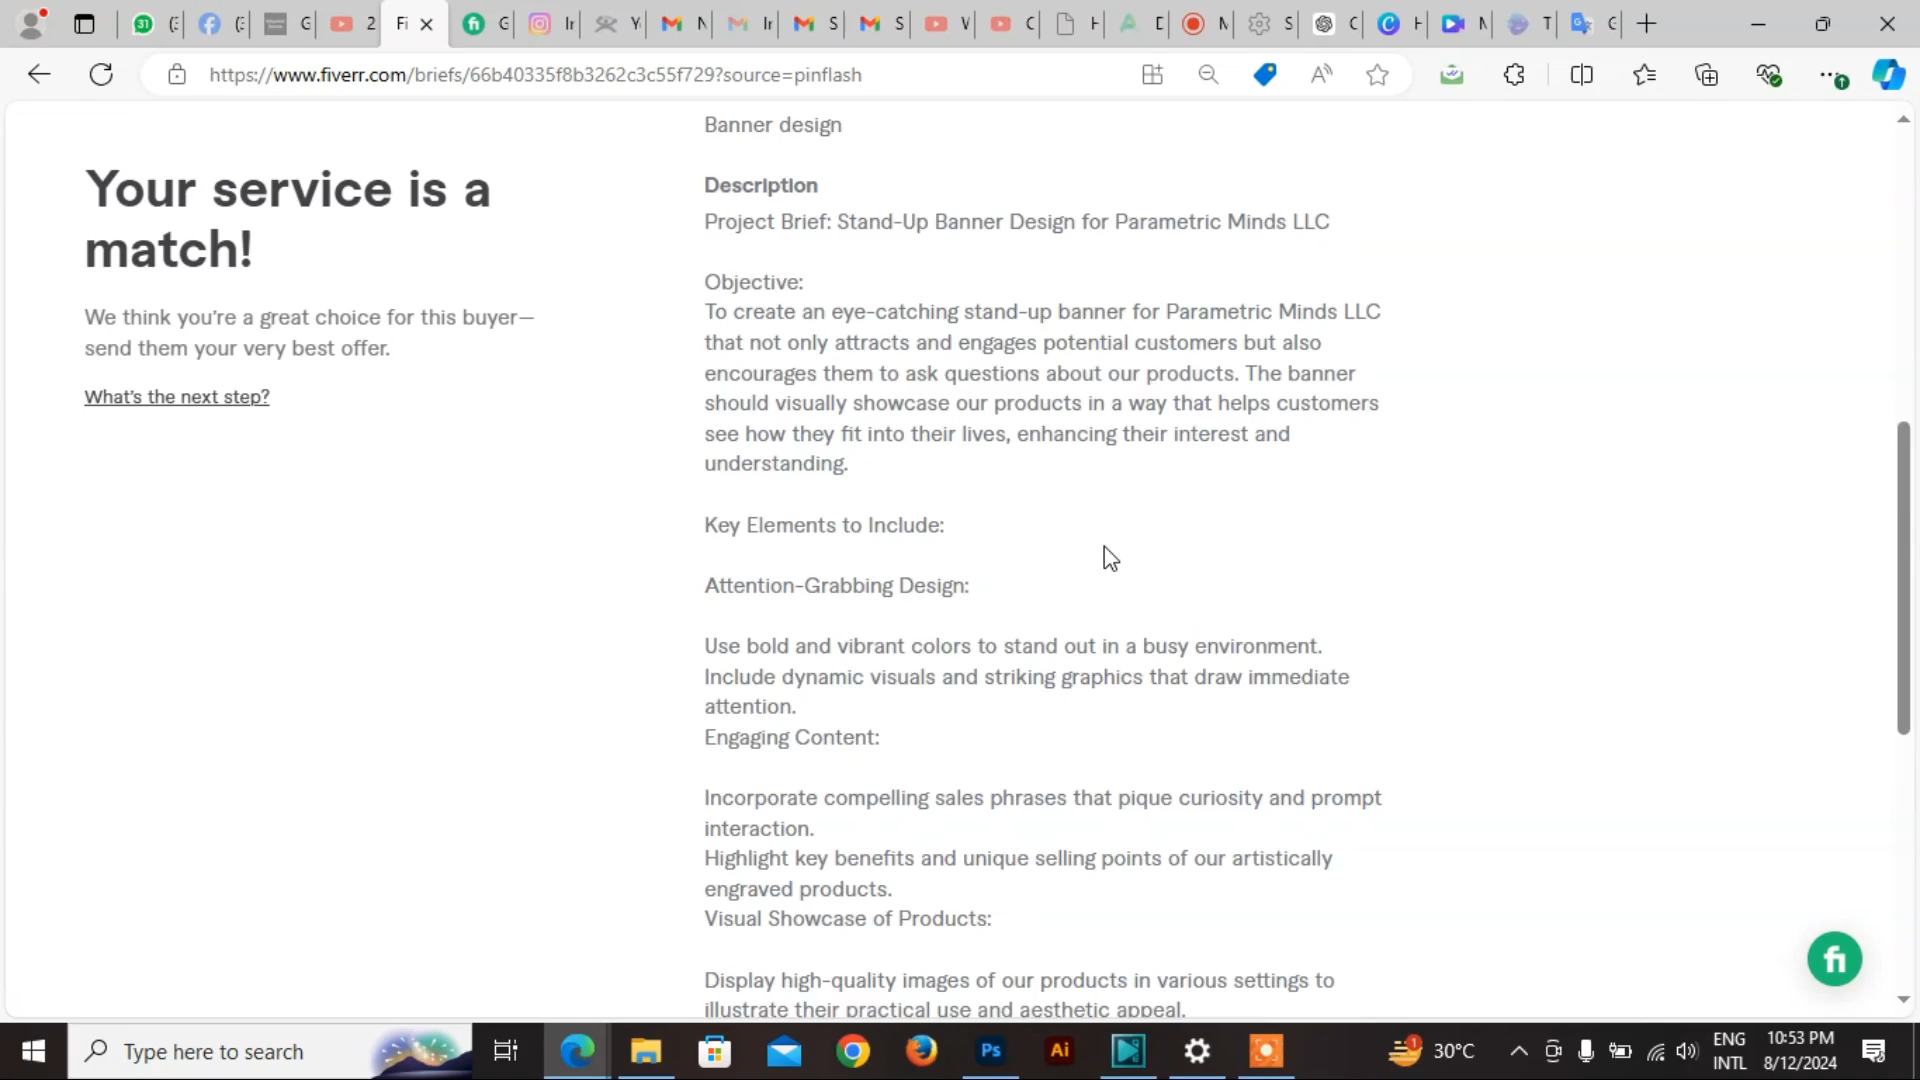 31
G
2
Fi
G
Ir
Y
N
Ir
S
S
V
C
H
D
M
S
C
H
M
T
G
https://www.fiverr.com/briefs/66b40335f8b3262c3c55f729?source=pinflash
Your service is a
match!
We think you're a great choice for this buyer—
send them your very best offer.
What's the next step?
Banner design
Description
Project Brief: Stand-Up Banner Design for Parametric Minds LLC
Objective:
To create an eye-catching stand-up banner for Parametric Minds LLC
that not only attracts and engages potential customers but also
encourages them to ask questions about our products. The banner
should visually showcase our products in a way that helps customers
see how they fit into their lives, enhancing their interest and
understanding.
Key Elements to Include:
Attention-Grabbing Design:
Use bold and vibrant colors to stand out in a busy environment.
Include dynamic visuals and striking graphics that draw immediate
attention.
Engaging Content:
Incorporate compelling sales phrases that pique curiosity and prompt
interaction.
Highlight key benefits and unique selling points of our artistically
engraved products.
Visual Showcase of Products:
Display high-quality images of our products in various settings to
illustrate their practical use and aesthetic appeal.
fi
Type here to search
Ps
Ai
1
30°C
ENG
INTL
10:53 PM
8/12/2024